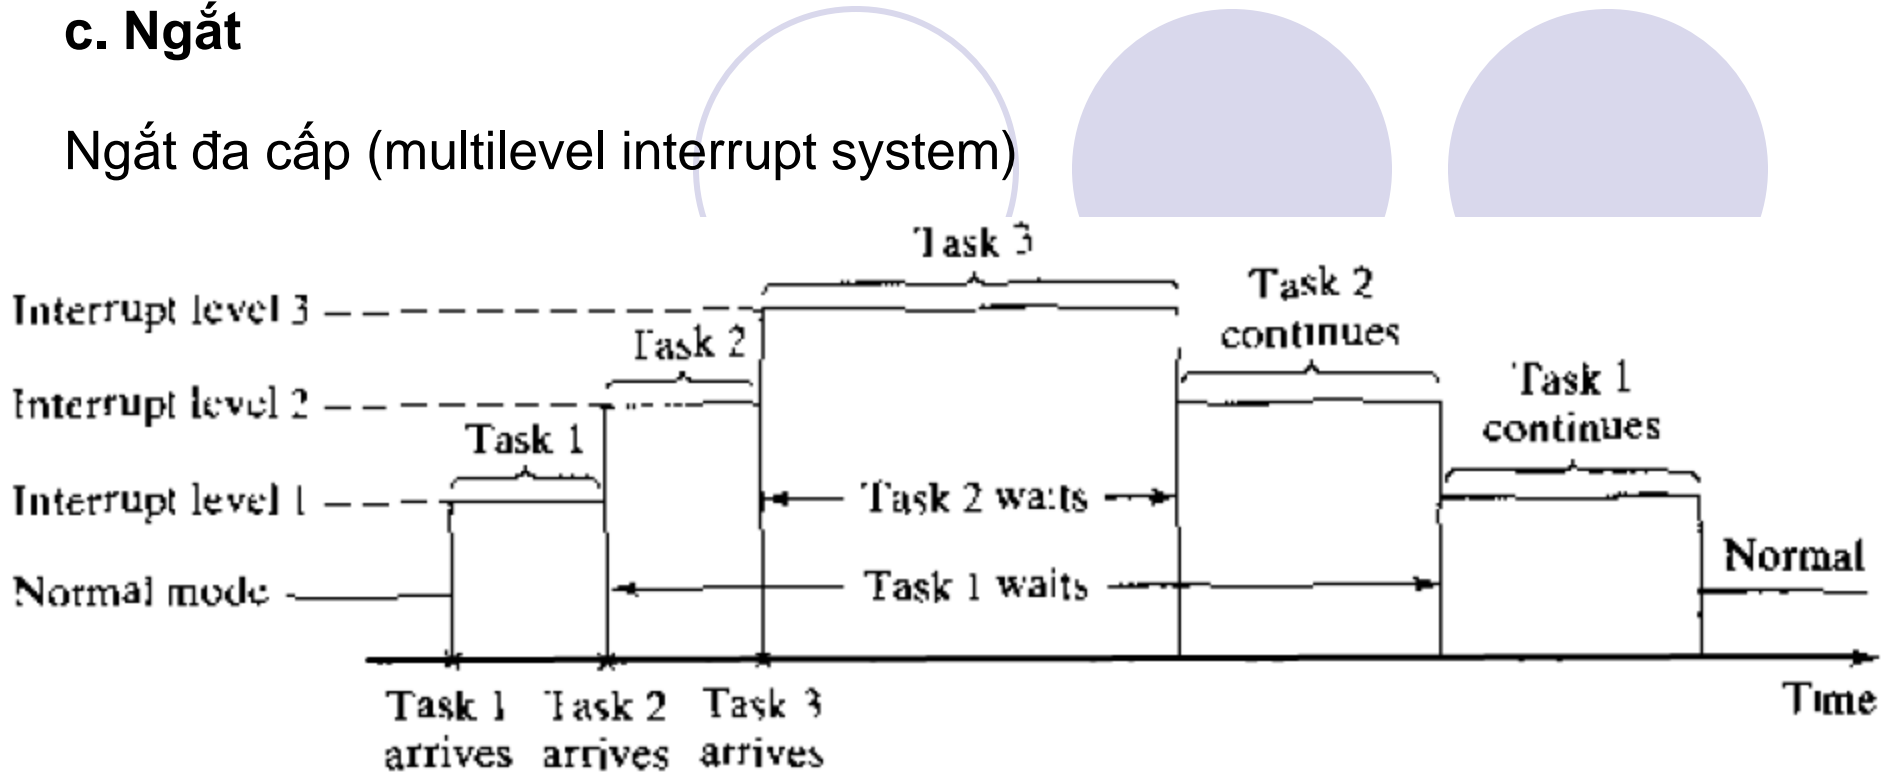 c. Ngắt
Ngắt đa cấp (multilevel interrupt system)
Task 3
Interrupt level 3
Task 2
continues
Task 2
Interrupt level 2
Task 1
continues
Task 1
Interrupt level 1
Task 2 waits
Normal mode
Task 1 waits
Normal
Time
Task 1
arrives
Task 2
arrives
Task 3
arrives